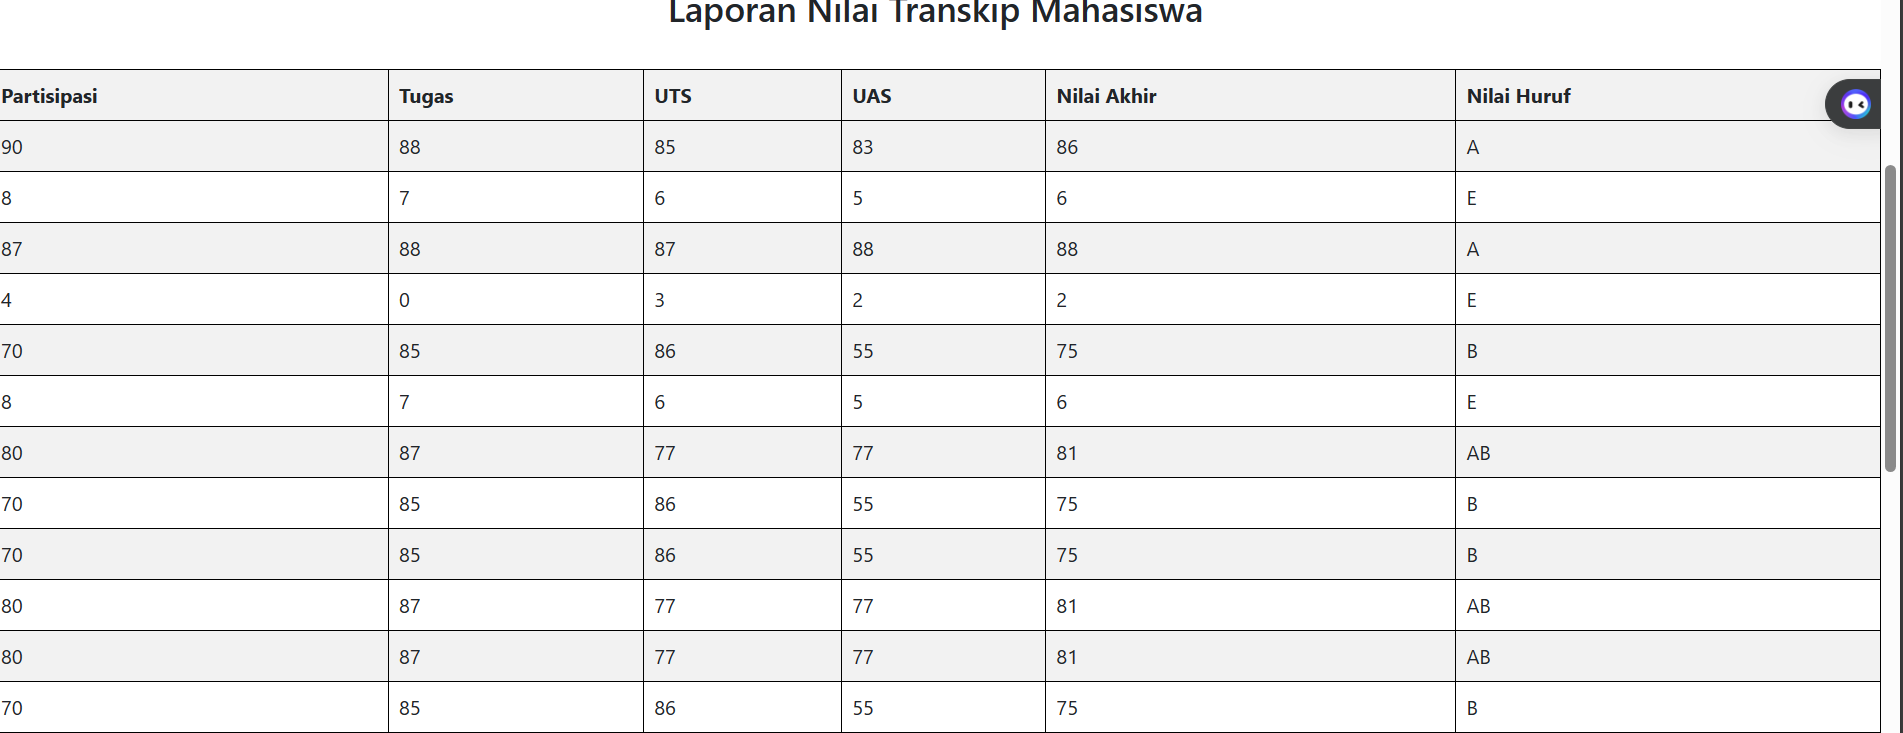 Laporan Nilai Transkip Mahasiswa
Partisipasi Tugas UTS UAS Nilai Akhir Nilai Huruf
90 88 85 83 86 A
8 7 6 5 6 E
87 88 87 88 88 A
4 0 3 2 2 E
70 85 86 55 75 B
8 7 6 5 6 E
80 87 77 77 81 AB
70 85 86 55 75 B
70 85 86 55 75 B
80 87 77 77 81 AB
80 87 77 77 81 AB
70 85 86 55 75 B